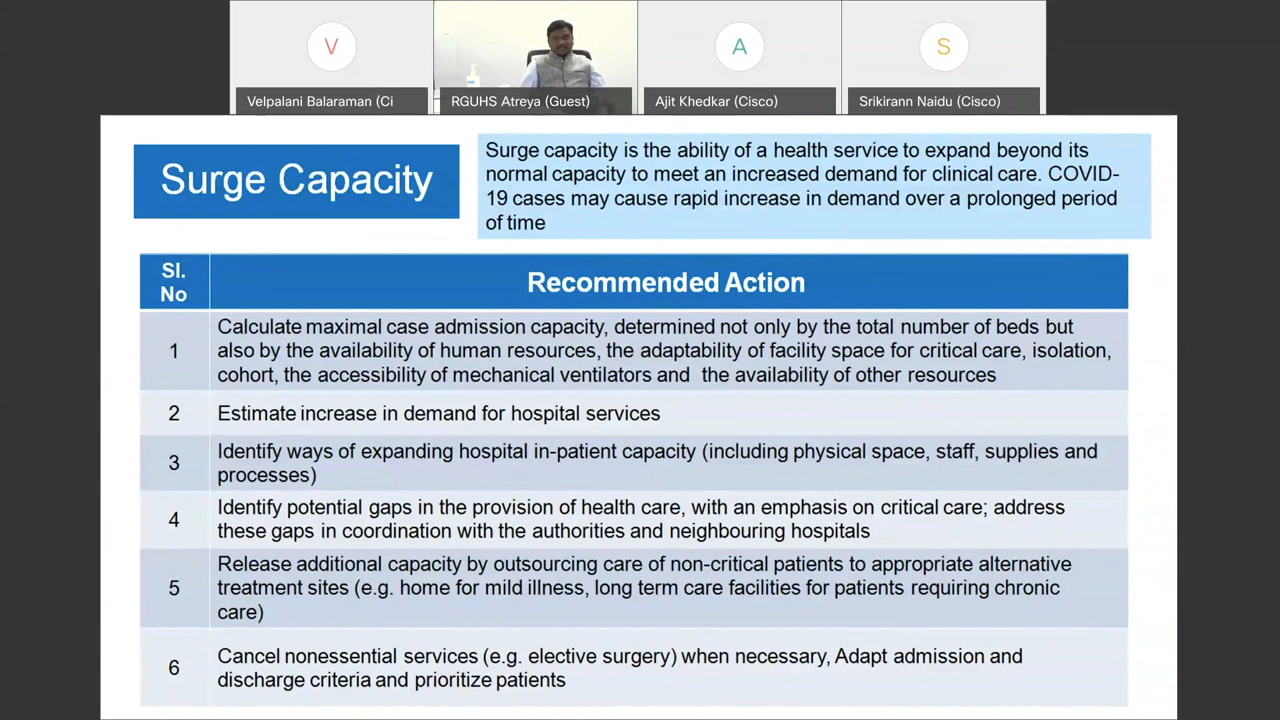 V
A
S
Velpalani Balaraman (Ci
RGUHS Atreya (Guest)
Ajit Khedkar (Cisco)
Srikirann Naidu (Cisco)
Surge Capacity
Surge capacity is the ability of a health service to expand beyond its
normal capacity to meet an increased demand for clinical care. COVID-
19 cases may cause rapid increase in demand over a prolonged period
of time
Sl.
No
Recommended Action
1
Calculate maximal case admission capacity, determined not only by the total number of beds but
also by the availability of human resources, the adaptability of facility space for critical care, isolation,
cohort, the accessibility of mechanical ventilators and the availability of other resources
2
Estimate increase in demand for hospital services
3
Identify ways of expanding hospital in-patient capacity (including physical space, staff, supplies and
processes)
4
Identify potential gaps in the provision of health care, with an emphasis on critical care; address
these gaps in coordination with the authorities and neighbouring hospitals
5
Release additional capacity by outsourcing care of non-critical patients to appropriate alternative
treatment sites (e.g. home for mild illness, long term care facilities for patients requiring chronic
care)
6
Cancel nonessential services (e.g. elective surgery) when necessary, Adapt admission and
discharge criteria and prioritize patients